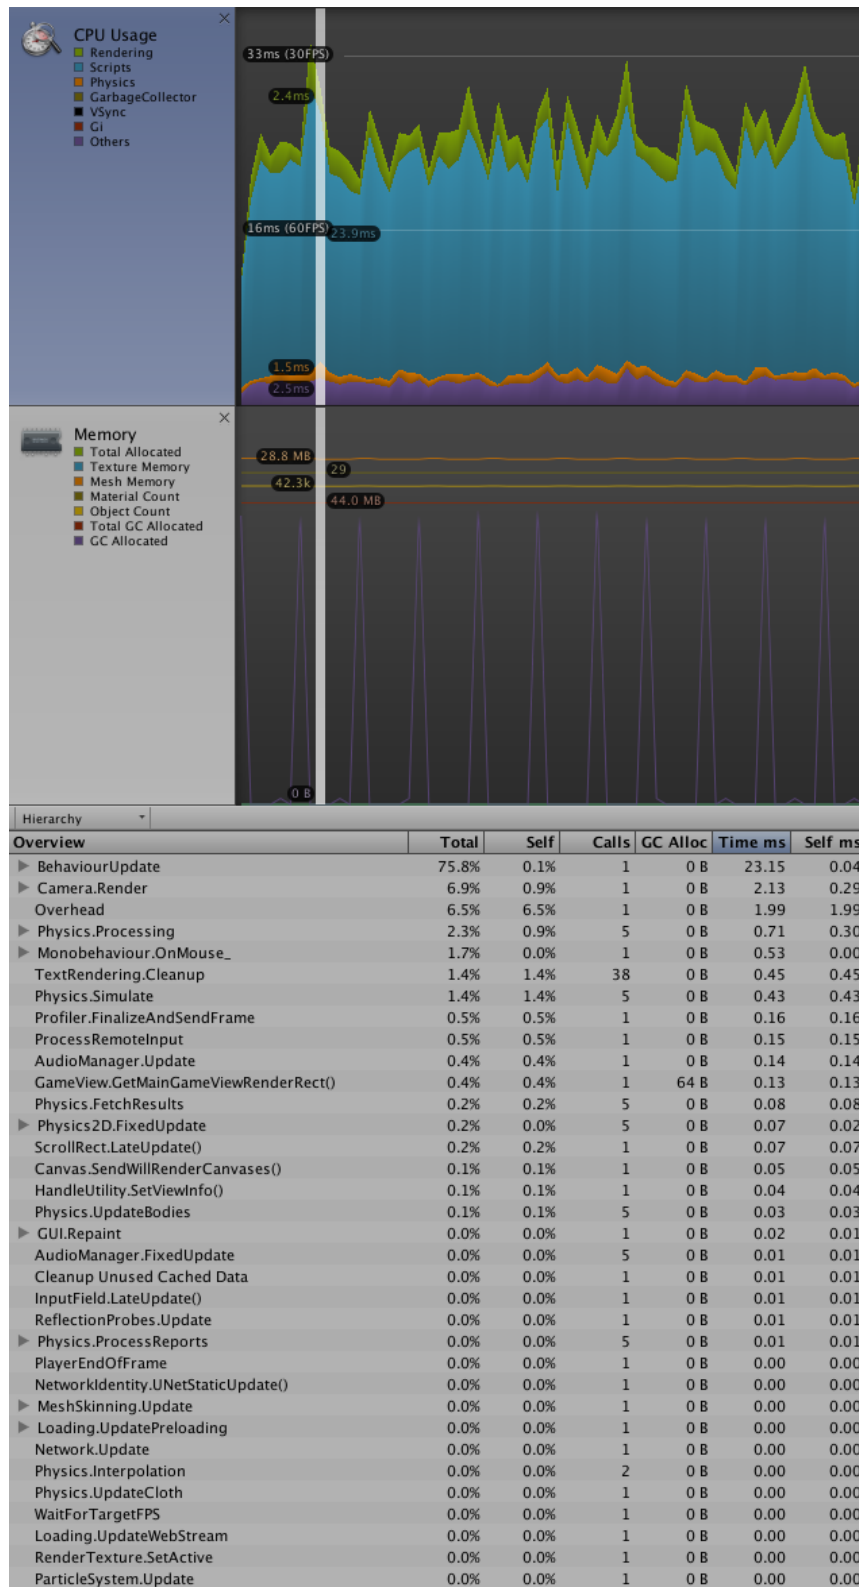 CPU Usage
Rendering
Scripts
Physics
GarbageCollector
VSync
Gi
Others
33ms (30FPS)
2.4ms
16ms (60FPS)
23.9ms
1.5ms
2.5ms
Memory
Total Allocated
Texture Memory
Mesh Memory
Material Count
Object Count
Total GC Allocated
GC Allocated
28.8 MB
29
42.3k
44.0 MB
0 B
Hierarchy
Overview Total Self Calls GC Alloc Time ms Self ms
BehaviourUpdate 75.8% 0.1% 1 0 B 23.15 0.04
Camera.Render 6.9% 0.9% 1 0 B 2.13 0.29
Overhead 6.5% 6.5% 1 0 B 1.99 1.99
Physics.Processing 2.3% 0.9% 5 0 B 0.71 0.30
Monobehaviour.OnMouse_ 1.7% 0.0% 1 0 B 0.53 0.00
TextRendering.Cleanup 1.4% 1.4% 38 0 B 0.45 0.45
Physics.Simulate 1.4% 1.4% 5 0 B 0.43 0.43
Profiler.FinalizeAndSendFrame 0.5% 0.5% 1 0 B 0.16 0.16
ProcessRemoteInput 0.5% 0.5% 1 0 B 0.15 0.15
AudioManager.Update 0.4% 0.4% 1 0 B 0.14 0.14
GameView.GetMainGameViewRenderRect() 0.4% 0.4% 1 64 B 0.13 0.13
Physics.FetchResults 0.2% 0.2% 5 0 B 0.08 0.08
Physics2D.FixedUpdate 0.2% 0.0% 5 0 B 0.07 0.02
ScrollRect.LateUpdate() 0.2% 0.2% 1 0 B 0.07 0.07
Canvas.SendWillRenderCanvases() 0.1% 0.1% 1 0 B 0.05 0.05
HandleUtility.SetViewInfo() 0.1% 0.1% 1 0 B 0.04 0.04
Physics.UpdateBodies 0.1% 0.1% 5 0 B 0.03 0.03
GUI.Repaint 0.0% 0.0% 1 0 B 0.02 0.01
AudioManager.FixedUpdate 0.0% 0.0% 5 0 B 0.01 0.01
Cleanup Unused Cached Data 0.0% 0.0% 1 0 B 0.01 0.01
InputField.LateUpdate() 0.0% 0.0% 1 0 B 0.01 0.01
ReflectionProbes.Update 0.0% 0.0% 1 0 B 0.01 0.01
Physics.ProcessReports 0.0% 0.0% 5 0 B 0.01 0.01
PlayerEndOfFrame 0.0% 0.0% 1 0 B 0.00 0.00
NetworkIdentity.UNetStaticUpdate() 0.0% 0.0% 1 0 B 0.00 0.00
MeshSkinning.Update 0.0% 0.0% 1 0 B 0.00 0.00
Loading.UpdatePreloading 0.0% 0.0% 1 0 B 0.00 0.00
Network.Update 0.0% 0.0% 1 0 B 0.00 0.00
Physics.Interpolation 0.0% 0.0% 2 0 B 0.00 0.00
Physics.UpdateCloth 0.0% 0.0% 1 0 B 0.00 0.00
WaitForTargetFPS 0.0% 0.0% 1 0 B 0.00 0.00
Loading.UpdateWebStream 0.0% 0.0% 1 0 B 0.00 0.00
RenderTexture.SetActive 0.0% 0.0% 1 0 B 0.00 0.00
ParticleSystem.Update 0.0% 0.0% 1 0 B 0.00 0.00